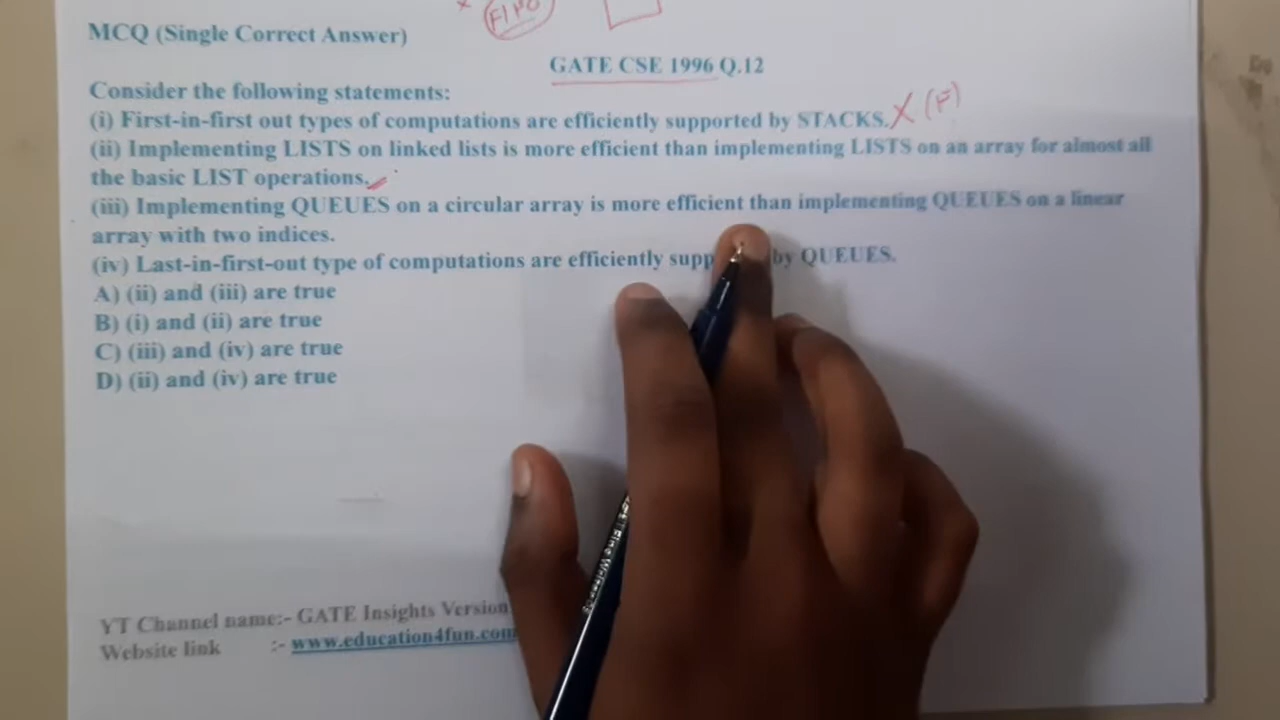 FIFO
MCQ (Single Correct Answer)
GATE CSE 1996 Q.12
Consider the following statements:
(i) First-in-first out types of computations are efficiently supported by STACKS. X (F)
(ii) Implementing LISTS on linked lists is more efficient than implementing LISTS on an array for almost all
the basic LIST operations.
(iii) Implementing QUEUES on a circular array is more efficient than implementing QUEUES on a linear
array with two indices.
(iv) Last-in-first-out type of computations are efficiently supp by QUEUES.
A) (ii) and (iii) are true
B) (i) and (ii) are true
C) (iii) and (iv) are true
D) (ii) and (iv) are true
YT Channel name:- GATE Insights Version
Website link :- www.education4fun.com